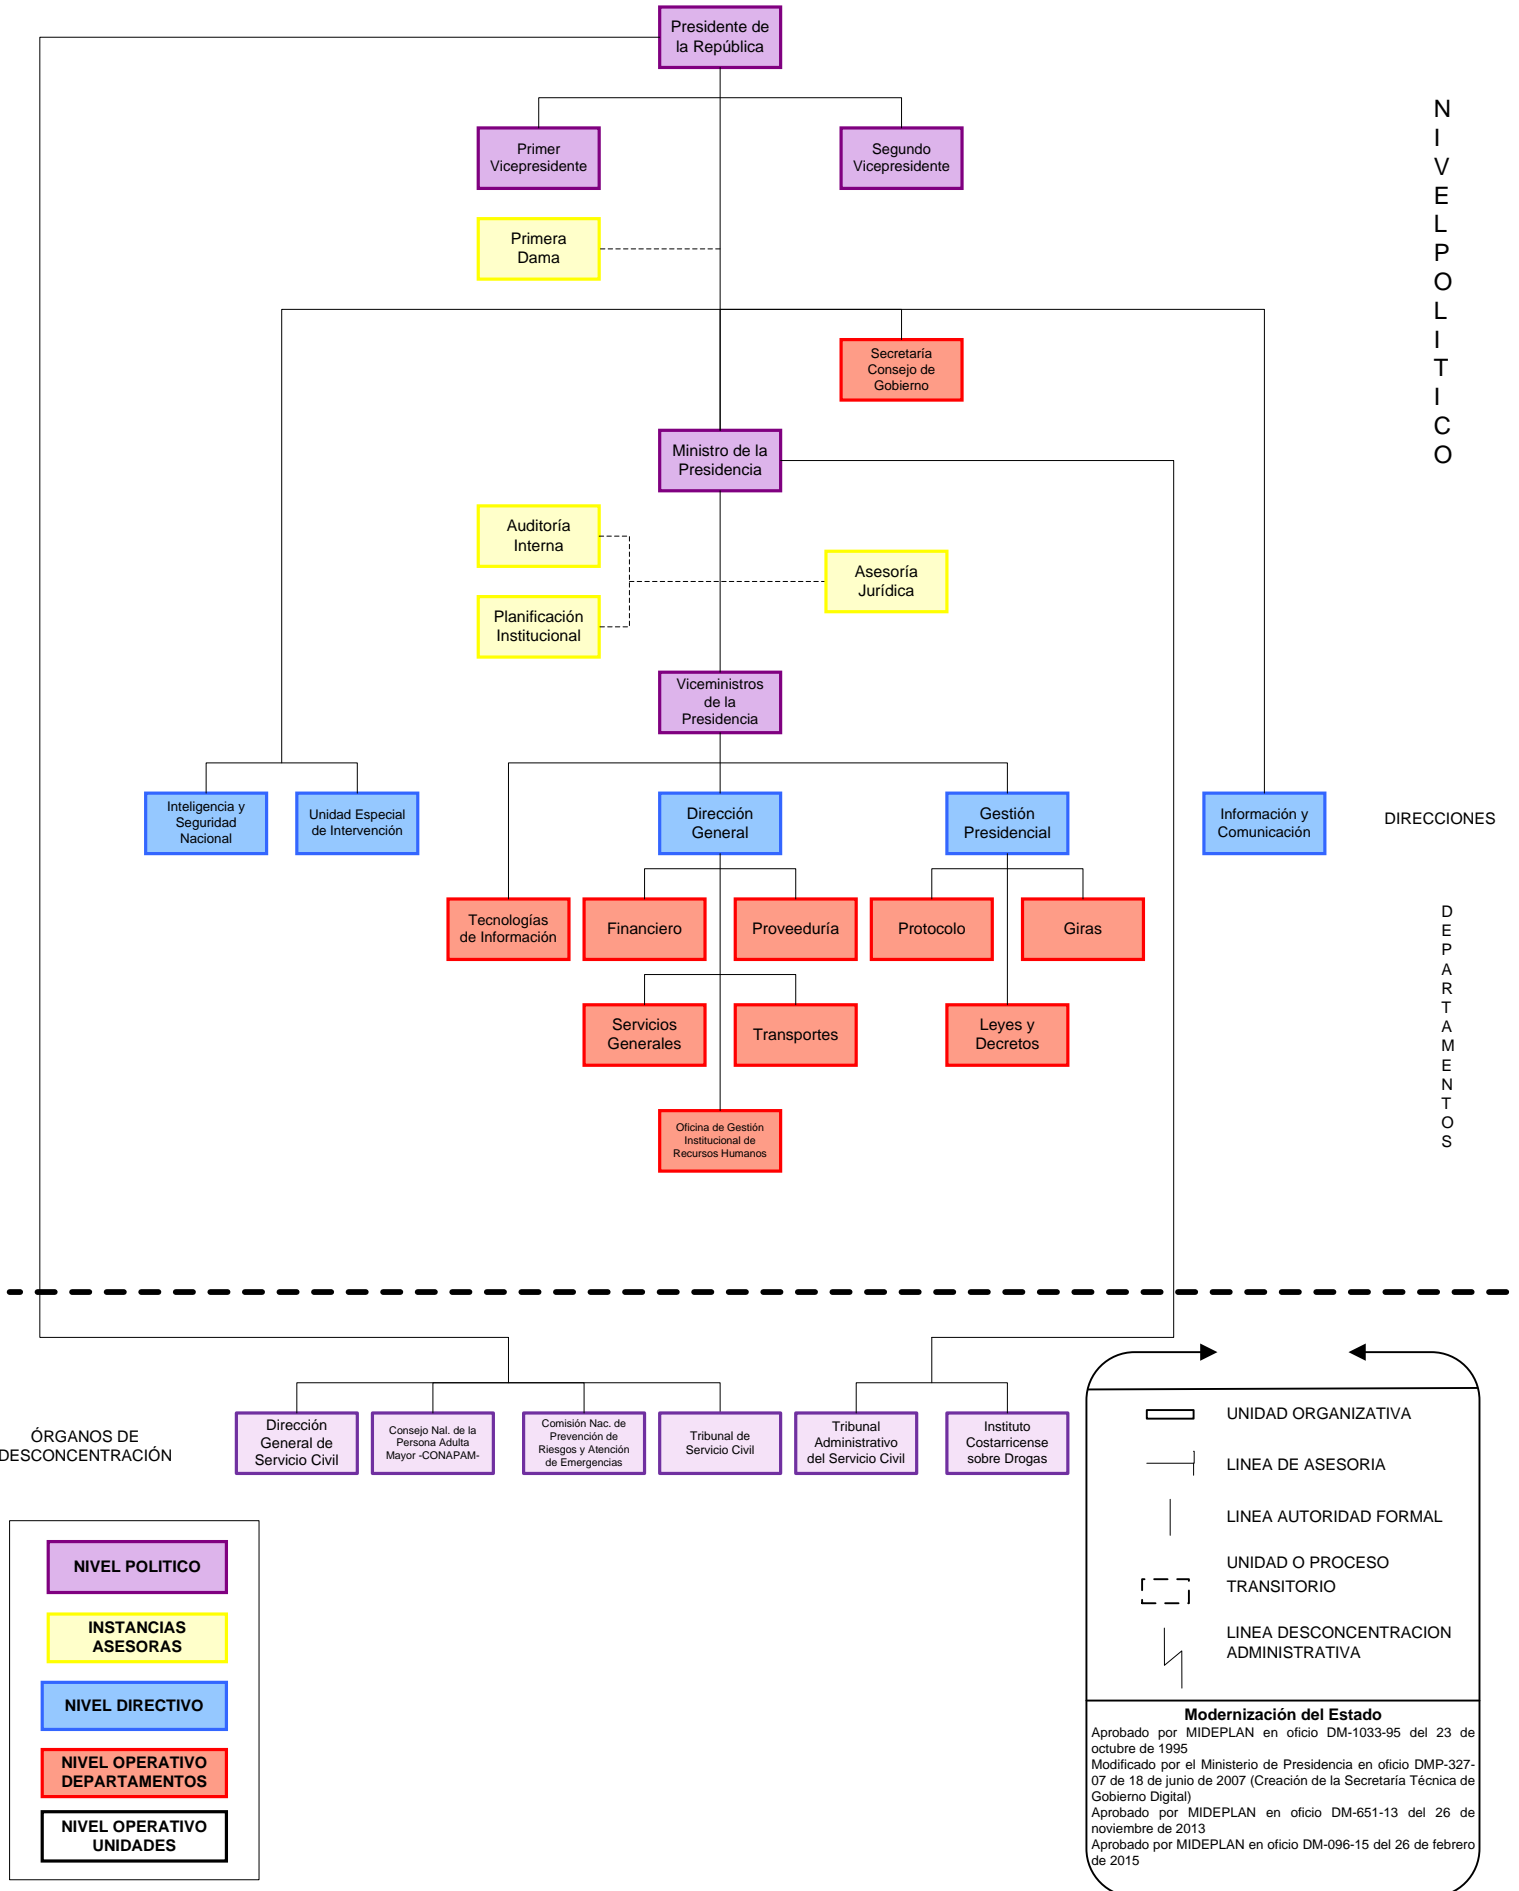 Presidente de
la República
Primer
Vicepresidente
Segundo
Vicepresidente
N
I
V
E
L
P
O
L
I
T
I
C
O
Primera
Dama
Secretaría
Consejo de
Gobierno
Ministro de la
Presidencia
Auditoría
Interna
Asesoría
Jurídica
Planificación
Institucional
Viceministros
de la
Presidencia
Inteligencia y
Seguridad
Nacional
Unidad Especial
de Intervención
Dirección
General
Gestión
Presidencial
Información y
Comunicación
DIRECCIONES
Tecnologías
de Información
Financiero
Proveeduría
Protocolo
Giras
D
E
P
A
R
T
A
M
E
N
T
O
S
Servicios
Generales
Transportes
Leyes y
Decretos
Oficina de Gestión
Institucional de
Recursos Humanos
ÓRGANOS DE
DESCONCENTRACIÓN
Dirección
General de
Servicio Civil
Consejo Nal. de la
Persona Adulta
Mayor -CONAPAM-
Comisión Nac. de
Prevención de
Riesgos y Atención
de Emergencias
Tribunal de
Servicio Civil
Tribunal
Administrativo
del Servicio Civil
Instituto
Costarricense
sobre Drogas
NIVEL POLITICO
INSTANCIAS
ASESORAS
NIVEL DIRECTIVO
NIVEL OPERATIVO
DEPARTAMENTOS
NIVEL OPERATIVO
UNIDADES
UNIDAD ORGANIZATIVA
LINEA DE ASESORIA
LINEA AUTORIDAD FORMAL
UNIDAD O PROCESO
TRANSITORIO
LINEA DESCONCENTRACION
ADMINISTRATIVA
Modernización del Estado
Aprobado por MIDEPLAN en oficio DM-1033-95 del 23 de
octubre de 1995
Modificado por el Ministerio de Presidencia en oficio DMP-327-
07 de 18 de junio de 2007 (Creación de la Secretaría Técnica de
Gobierno Digital)
Aprobado por MIDEPLAN en oficio DM-651-13 del 26 de
noviembre de 2013
Aprobado por MIDEPLAN en oficio DM-096-15 del 26 de febrero
de 2015